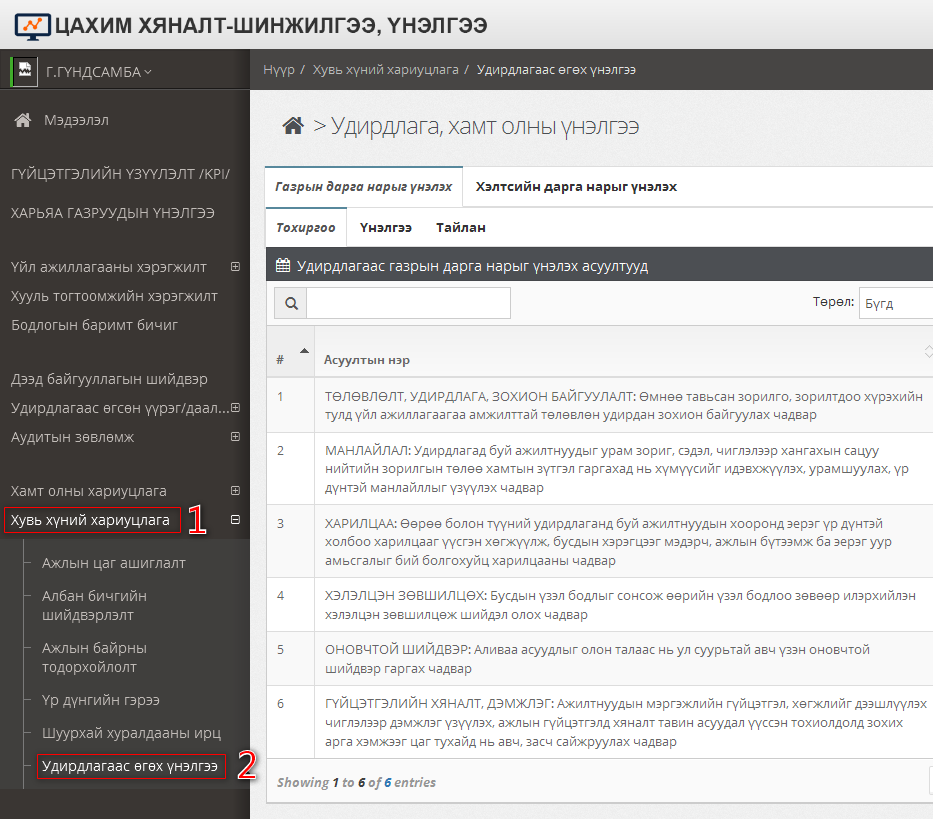 ЦАХИМ ХЯНАЛТ-ШИНЖИЛГЭЭ, ҮНЭЛГЭЭ
Г.ГҮНДСАМБА
Нүүр / Хувь хүний хариуцлага / Удирдлагаас өгөх үнэлгээ
Мэдээлэл
ГҮЙЦЭТГЭЛИЙН ҮЗҮҮЛЭЛТ /KPI/
ХАРЬЯА ГАЗРУУДЫН ҮНЭЛГЭЭ
Үйл ажиллагааны хэрэгжилт
Хууль тогтоомжийн хэрэгжилт
Бодлогын баримт бичиг
Дээд байгууллагын шийдвэр
Удирдлагаас өгсөн үүрэг/даал...
Аудитын зөвлөмж
Хамт олны хариуцлага
Хувь хүний хариуцлага 1
Ажлын цаг ашиглалт
Албан бичгийн
шийдвэрлэлт
Ажлын байрны
тодорхойлолт
Үр дүнгийн гэрээ
Шуурхай хуралдааны ирц
Удирдлагаас өгөх үнэлгээ 2
> Удирдлага, хамт олны үнэлгээ
Газрын дарга нарыг үнэлэх Хэлтсийн дарга нарыг үнэлэх
Тохиргоо Үнэлгээ Тайлан
Удирдлагаас газрын дарга нарыг үнэлэх асуултууд
Төрөл: Бүгд
# Асуултын нэр
1 ТӨЛӨВЛӨЛТ, УДИРДЛАГА, ЗОХИОН БАЙГУУЛАЛТ: Өмнөө тавьсан зорилго, зорилтдоо хүрэхийн
тулд үйл ажиллагаагаа амжилттай төлөвлөн удирдан зохион байгуулах чадвар
2 МАНЛАЙЛАЛ: Удирдлагад буй ажилтнуудыг урам зориг, сэдэл, чиглэлээр хангахын сацуу
нийтийн зорилгын төлөө хамтын зүтгэл гаргахад нь хүмүүсийг идэвхжүүлэх, урамшуулах, үр
дүнтэй манлайллыг үзүүлэх чадвар
3 ХАРИЛЦАА: Өөрөө болон түүний удирдлаганд буй ажилтнуудын хооронд эерэг үр дүнтэй
холбоо харилцааг үүсгэн хөгжүүлж, бусдын хэрэгцээг мэдэрч, ажлын бүтээмж ба эерэг уур
амьсгалыг бий болгохуйц харилцааны чадвар
4 ХЭЛЭЛЦЭН ЗӨВШИЛЦӨХ: Бусдын үзэл бодлыг сонсож өөрийн үзэл бодлоо зөвөөр илэрхийлэн
хэлэлцэн зөвшилцөж шийдэл олох чадвар
5 ОНОВЧТОЙ ШИЙДВЭР: Аливаа асуудлыг олон талаас нь ул суурьтай авч үзэн оновчтой
шийдвэр гаргах чадвар
6 ГҮЙЦЭТГЭЛИЙН ХЯНАЛТ, ДЭМЖЛЭГ: Ажилтнуудын мэргэжлийн гүйцэтгэл, хөгжлийг дээшлүүлэх
чиглэлээр дэмжлэг үзүүлэх, ажлын гүйцэтгэлд хяналт тавин асуудал үүссэн тохиолдолд зохих
арга хэмжээг цаг тухайд нь авч, засч сайжруулах чадвар
Showing 1 to 6 of 6 entries